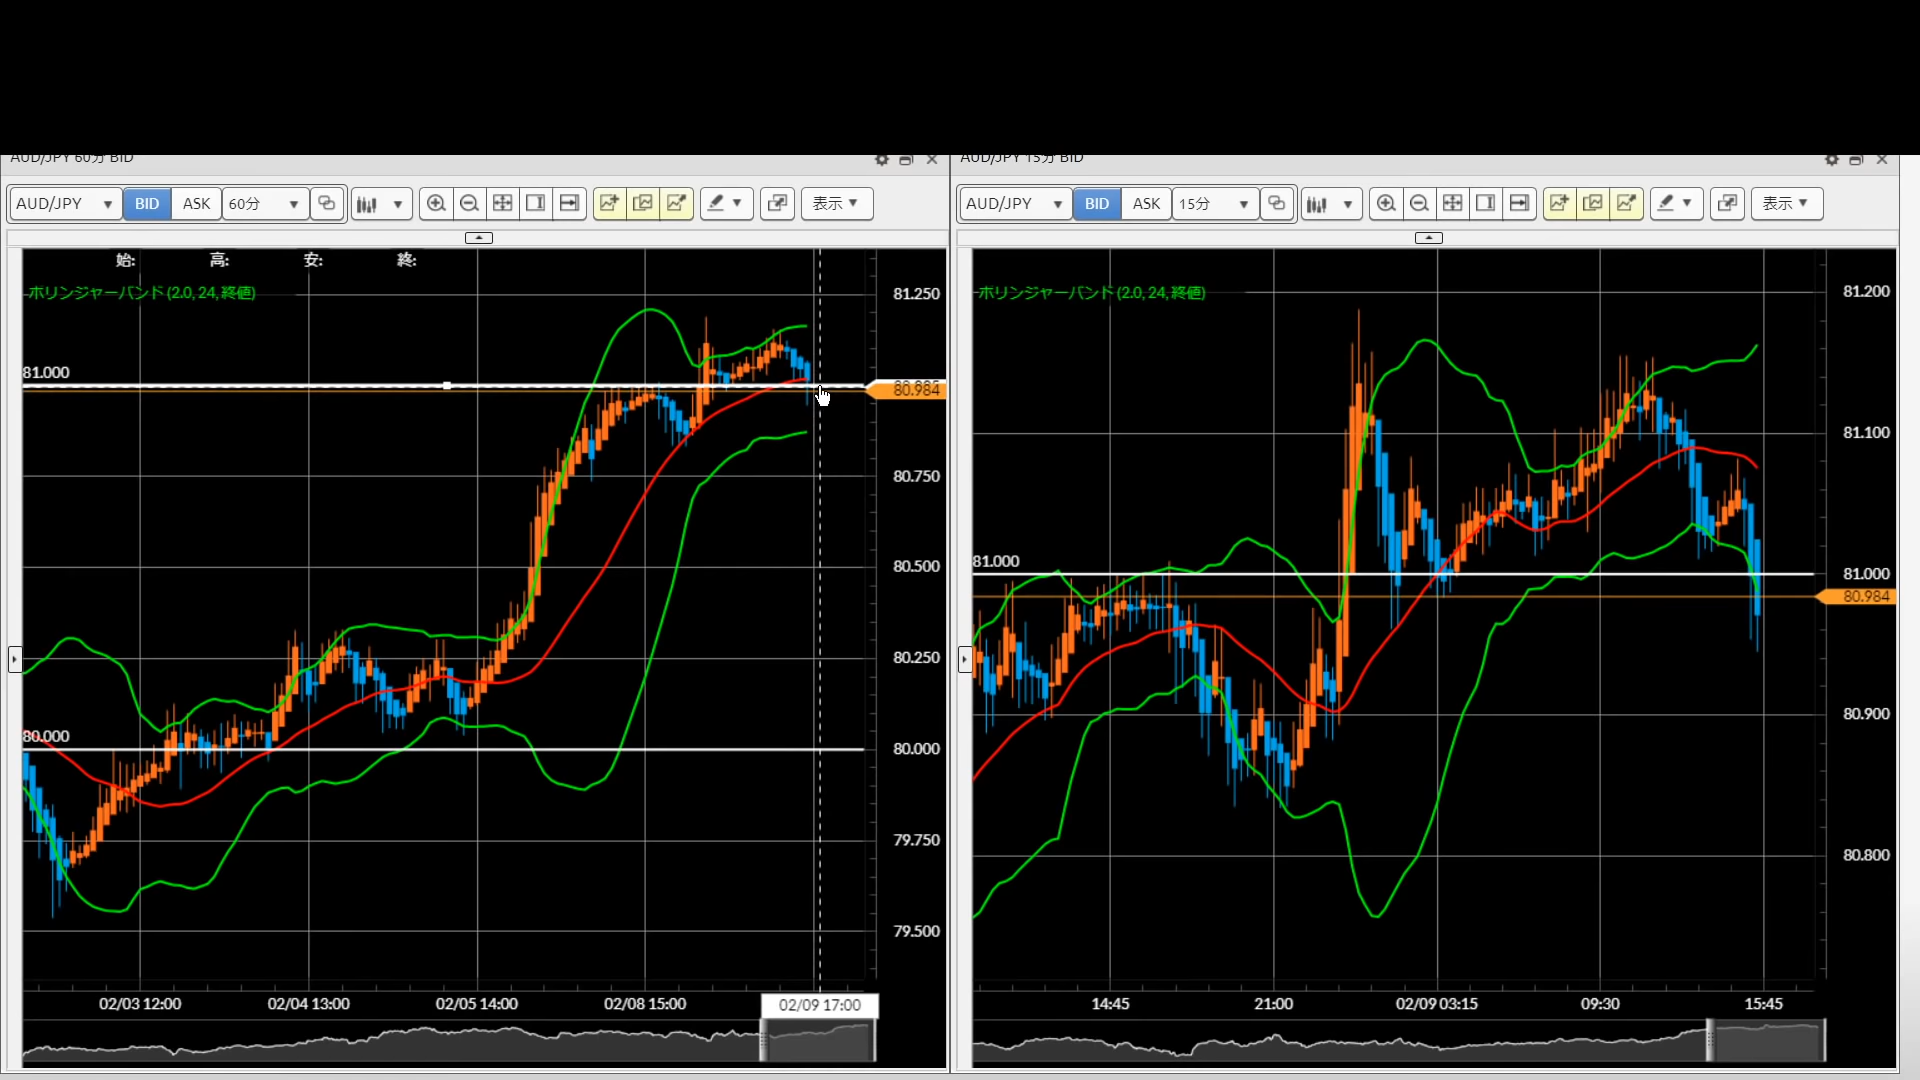 AUD/JPY 60分 BID
AUD/JPY BID ASK 60分 表示
始: 高: 安: 終:
ボリンジャーバンド (2.0, 24, 終値)
81.250
81.000
80.984
80.750
80.500
80.250
80.000
80.000
79.750
79.500
02/03 12:00 02/04 13:00 02/05 14:00 02/08 15:00 02/09 17:00
AUD/JPY 15分 BID
AUD/JPY BID ASK 15分 表示
ボリンジャーバンド (2.0, 24, 終値)
81.200
81.100
81.000
81.000
80.984
80.900
80.800
14:45 21:00 02/09 03:15 09:30 15:45